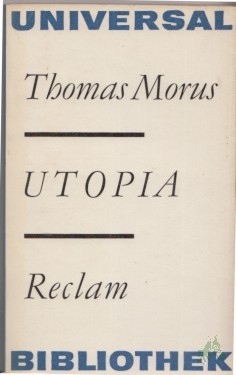 UNIVERSAL
Thomas Morus
UTOPIA
Reclam
BIBLIOTHEK